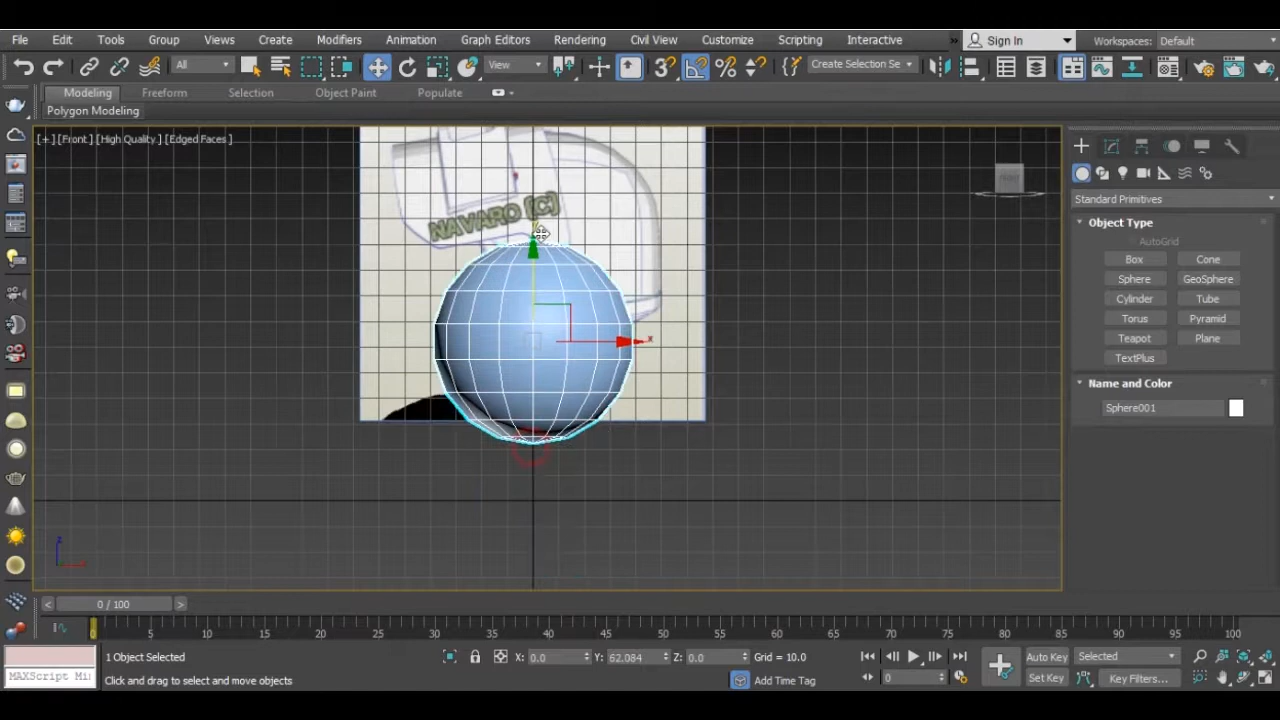 File Edit Tools Group Views Create Modifiers Animation Graph Editors Rendering Civil View Customize Scripting Interactive » Sign In Workspaces: Default
All View 3 % Create Selection Se
Modeling Freeform Selection Object Paint Populate
Polygon Modeling
[+] [Front] [High Quality] [Edged Faces]
NAVARO [C]
x
z
Standard Primitives
Object Type
AutoGrid
Box Cone
Sphere GeoSphere
Cylinder Tube
Torus Pyramid
Teapot Plane
TextPlus
Name and Color
Sphere001
< 0 / 100 >
0 5 10 15 20 25 30 35 40 45 50 55 60 65 70 75 80 85 90 95 100
1 Object Selected X: 0.0 Y: 62.084 Z: 0.0 Grid = 10.0 Auto Key Selected
MAXScript Mi Click and drag to select and move objects Add Time Tag 0 Set Key Key Filters...